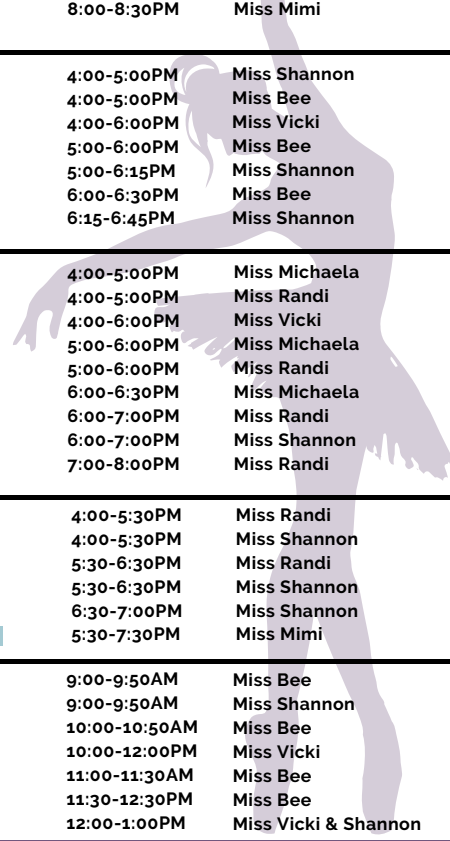 8:00-8:30PM Miss Mimi
4:00-5:00PM Miss Shannon
4:00-5:00PM Miss Bee
4:00-6:00PM Miss Vicki
5:00-6:00PM Miss Bee
5:00-6:15PM Miss Shannon
6:00-6:30PM Miss Bee
6:15-6:45PM Miss Shannon
4:00-5:00PM Miss Michaela
4:00-5:00PM Miss Randi
4:00-6:00PM Miss Vicki
5:00-6:00PM Miss Michaela
5:00-6:00PM Miss Randi
6:00-6:30PM Miss Michaela
6:00-7:00PM Miss Randi
6:00-7:00PM Miss Shannon
7:00-8:00PM Miss Randi
4:00-5:30PM Miss Randi
4:00-5:30PM Miss Shannon
5:30-6:30PM Miss Randi
5:30-6:30PM Miss Shannon
6:30-7:00PM Miss Shannon
5:30-7:30PM Miss Mimi
9:00-9:50AM Miss Bee
9:00-9:50AM Miss Shannon
10:00-10:50AM Miss Bee
10:00-12:00PM Miss Vicki
11:00-11:30AM Miss Bee
11:30-12:30PM Miss Bee
12:00-1:00PM Miss Vicki & Shannon